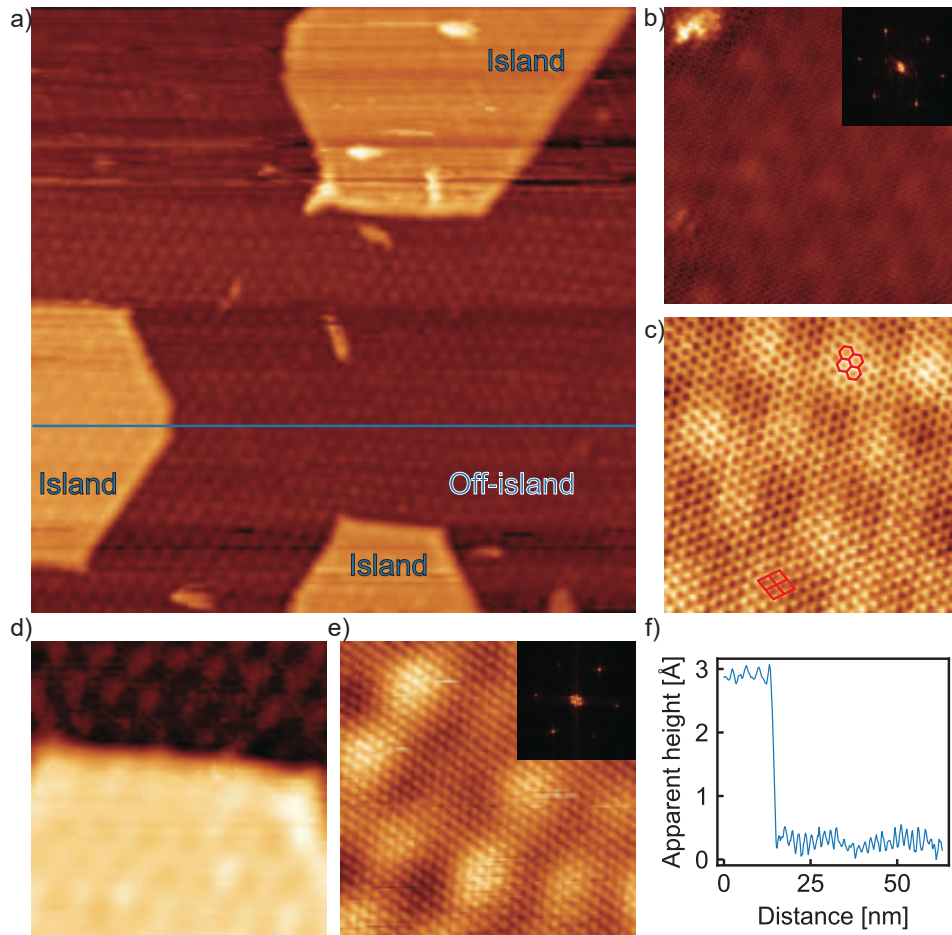 a)
Island
Island
Off-island
Island
b)
c)
d)
e)
f)
3
2
1
0
Apparent height [Å]
0
25
50
Distance [nm]